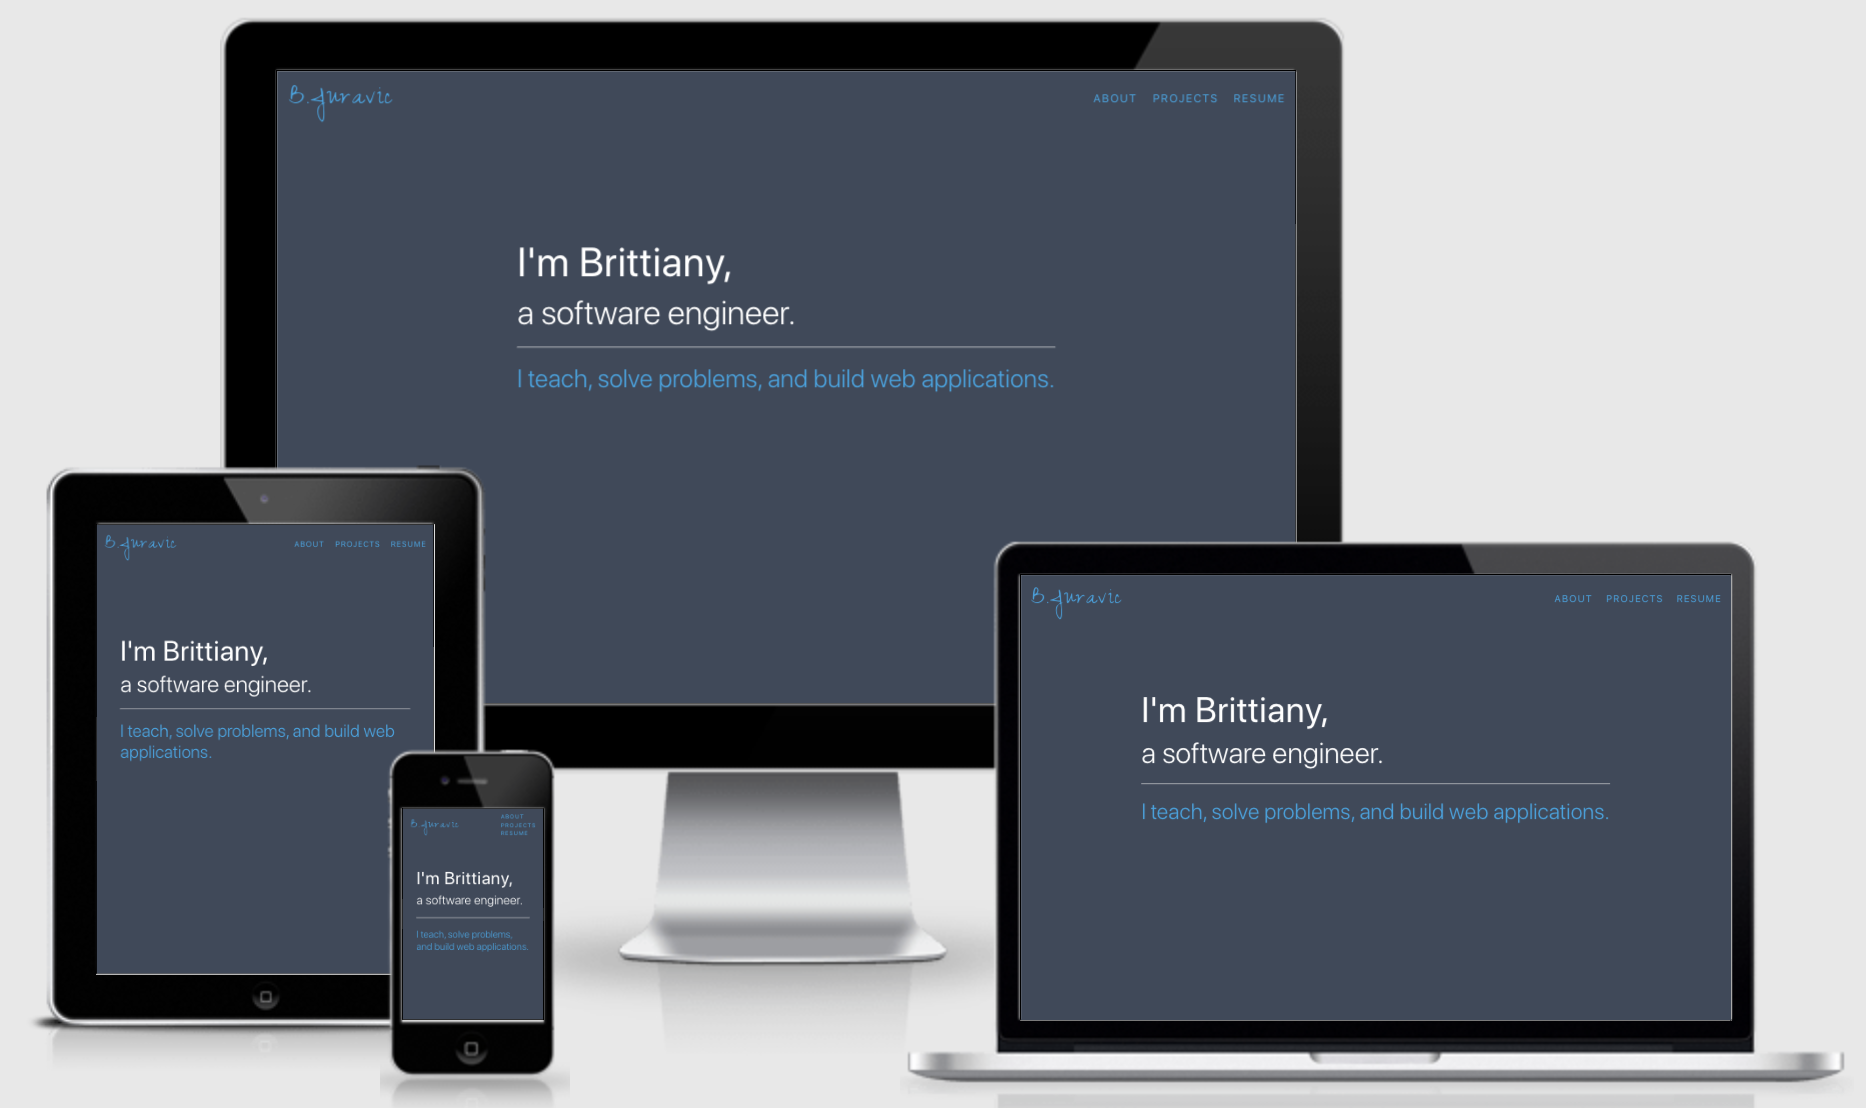 B. Juravic
ABOUT PROJECTS RESUME
I'm Brittiany,
a software engineer.
I teach, solve problems, and build web applications.
B. Juravic
ABOUT PROJECTS RESUME
I'm Brittiany,
a software engineer.
I teach, solve problems, and build web
applications.
B. Juravic
ABOUT
PROJECTS
RESUME
I'm Brittiany,
a software engineer.
I teach, solve problems,
and build web applications.
B. Juravic
ABOUT PROJECTS RESUME
I'm Brittiany,
a software engineer.
I teach, solve problems, and build web applications.